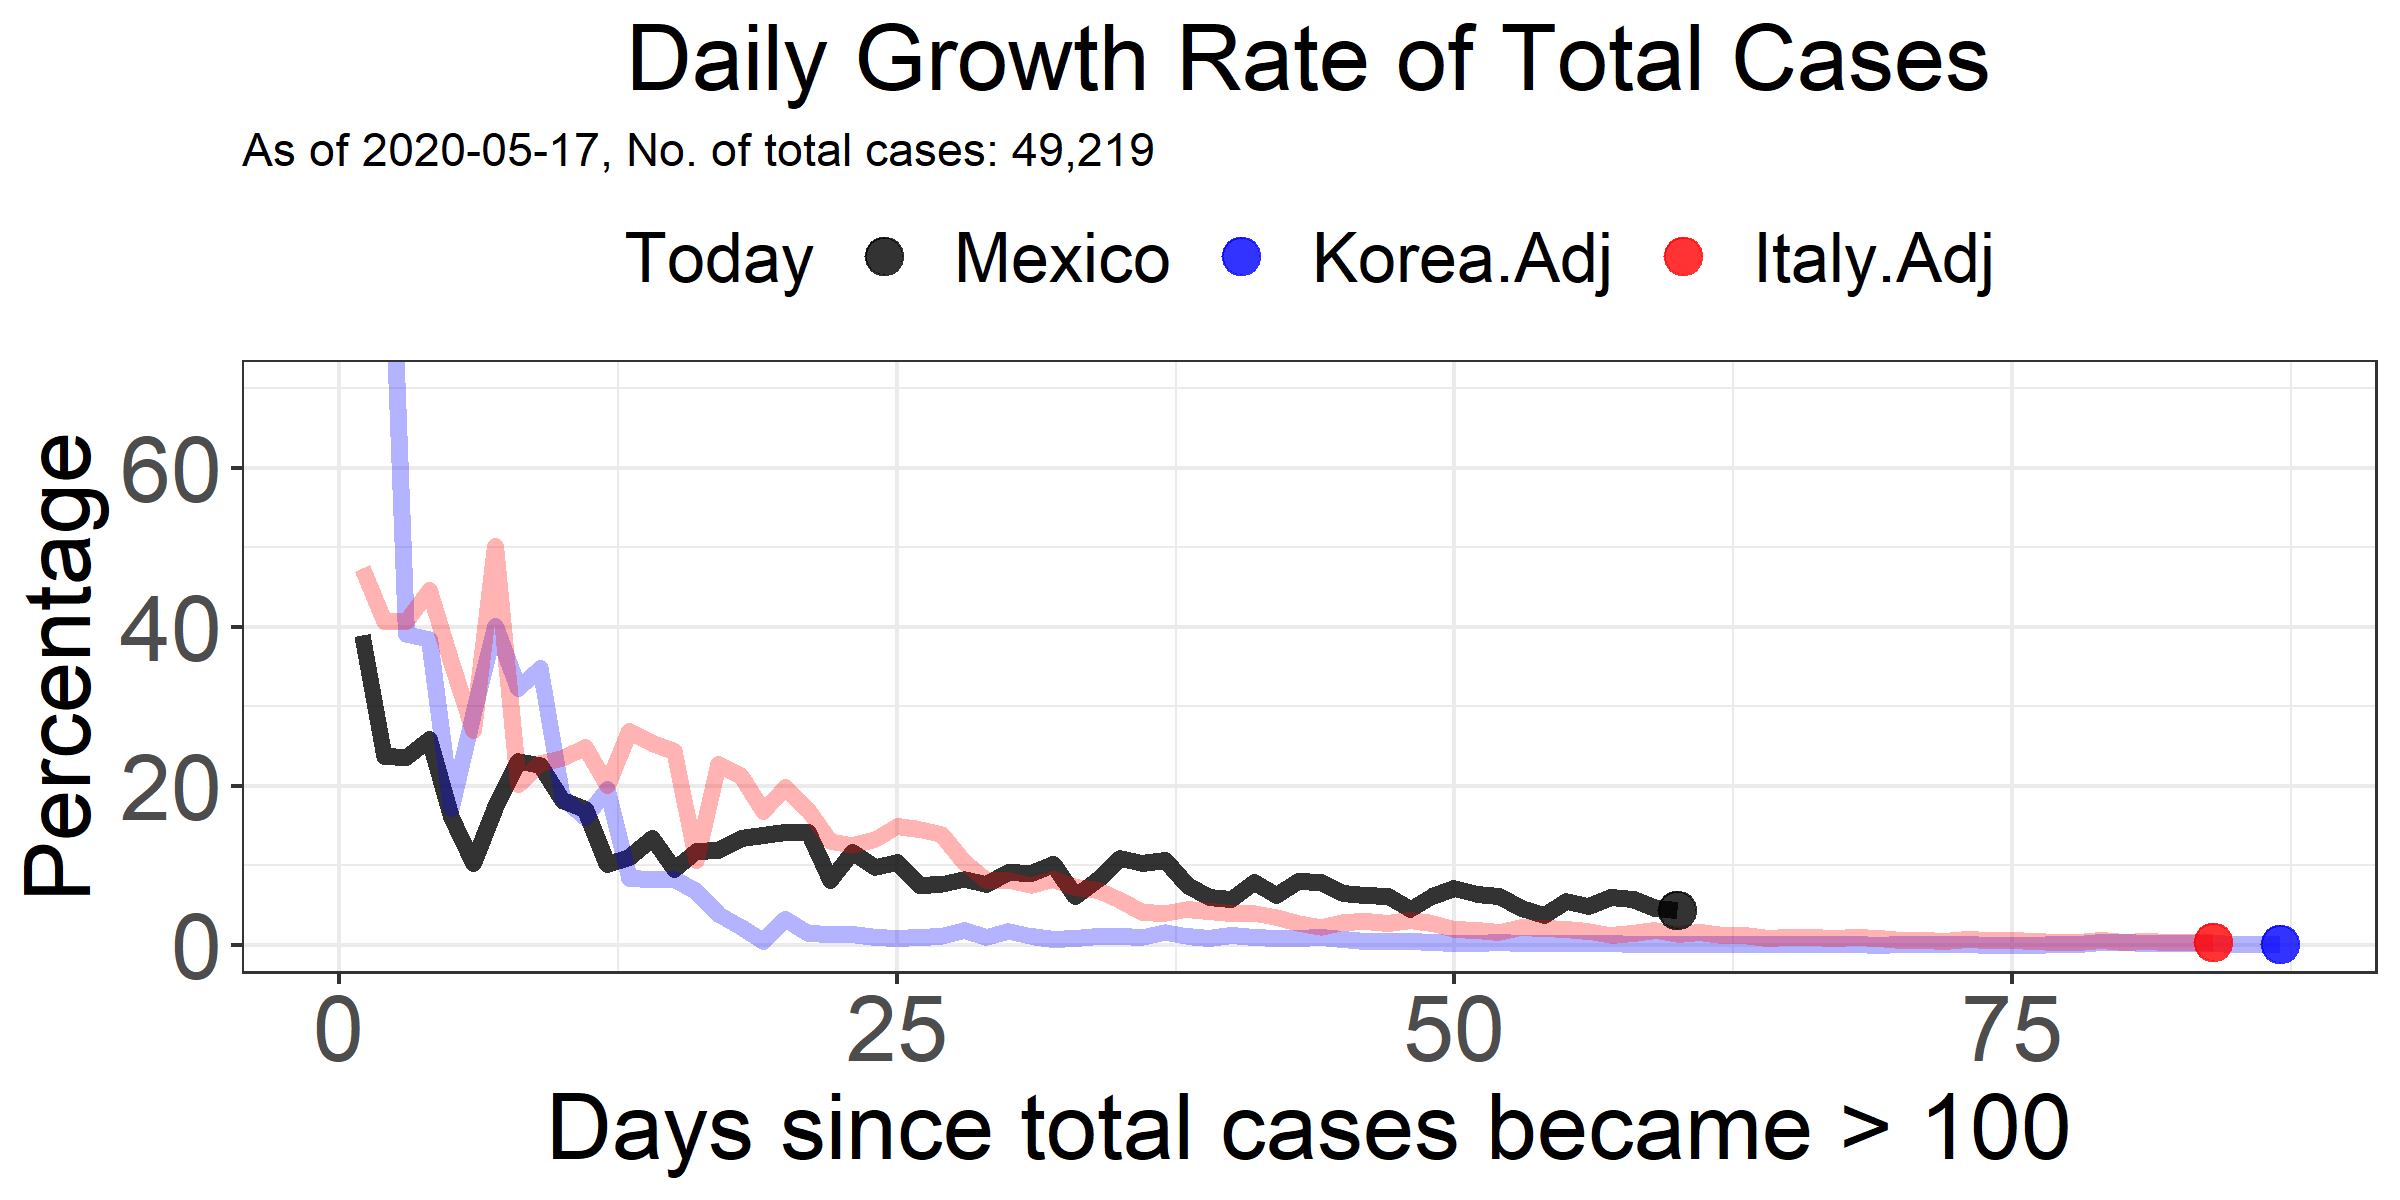 Daily Growth Rate of Total Cases
As of 2020-05-17, No. of total cases: 49,219
Today Mexico Korea.Adj Italy.Adj
Percentage
60
40
20
0
0 25 50 75
Days since total cases became > 100